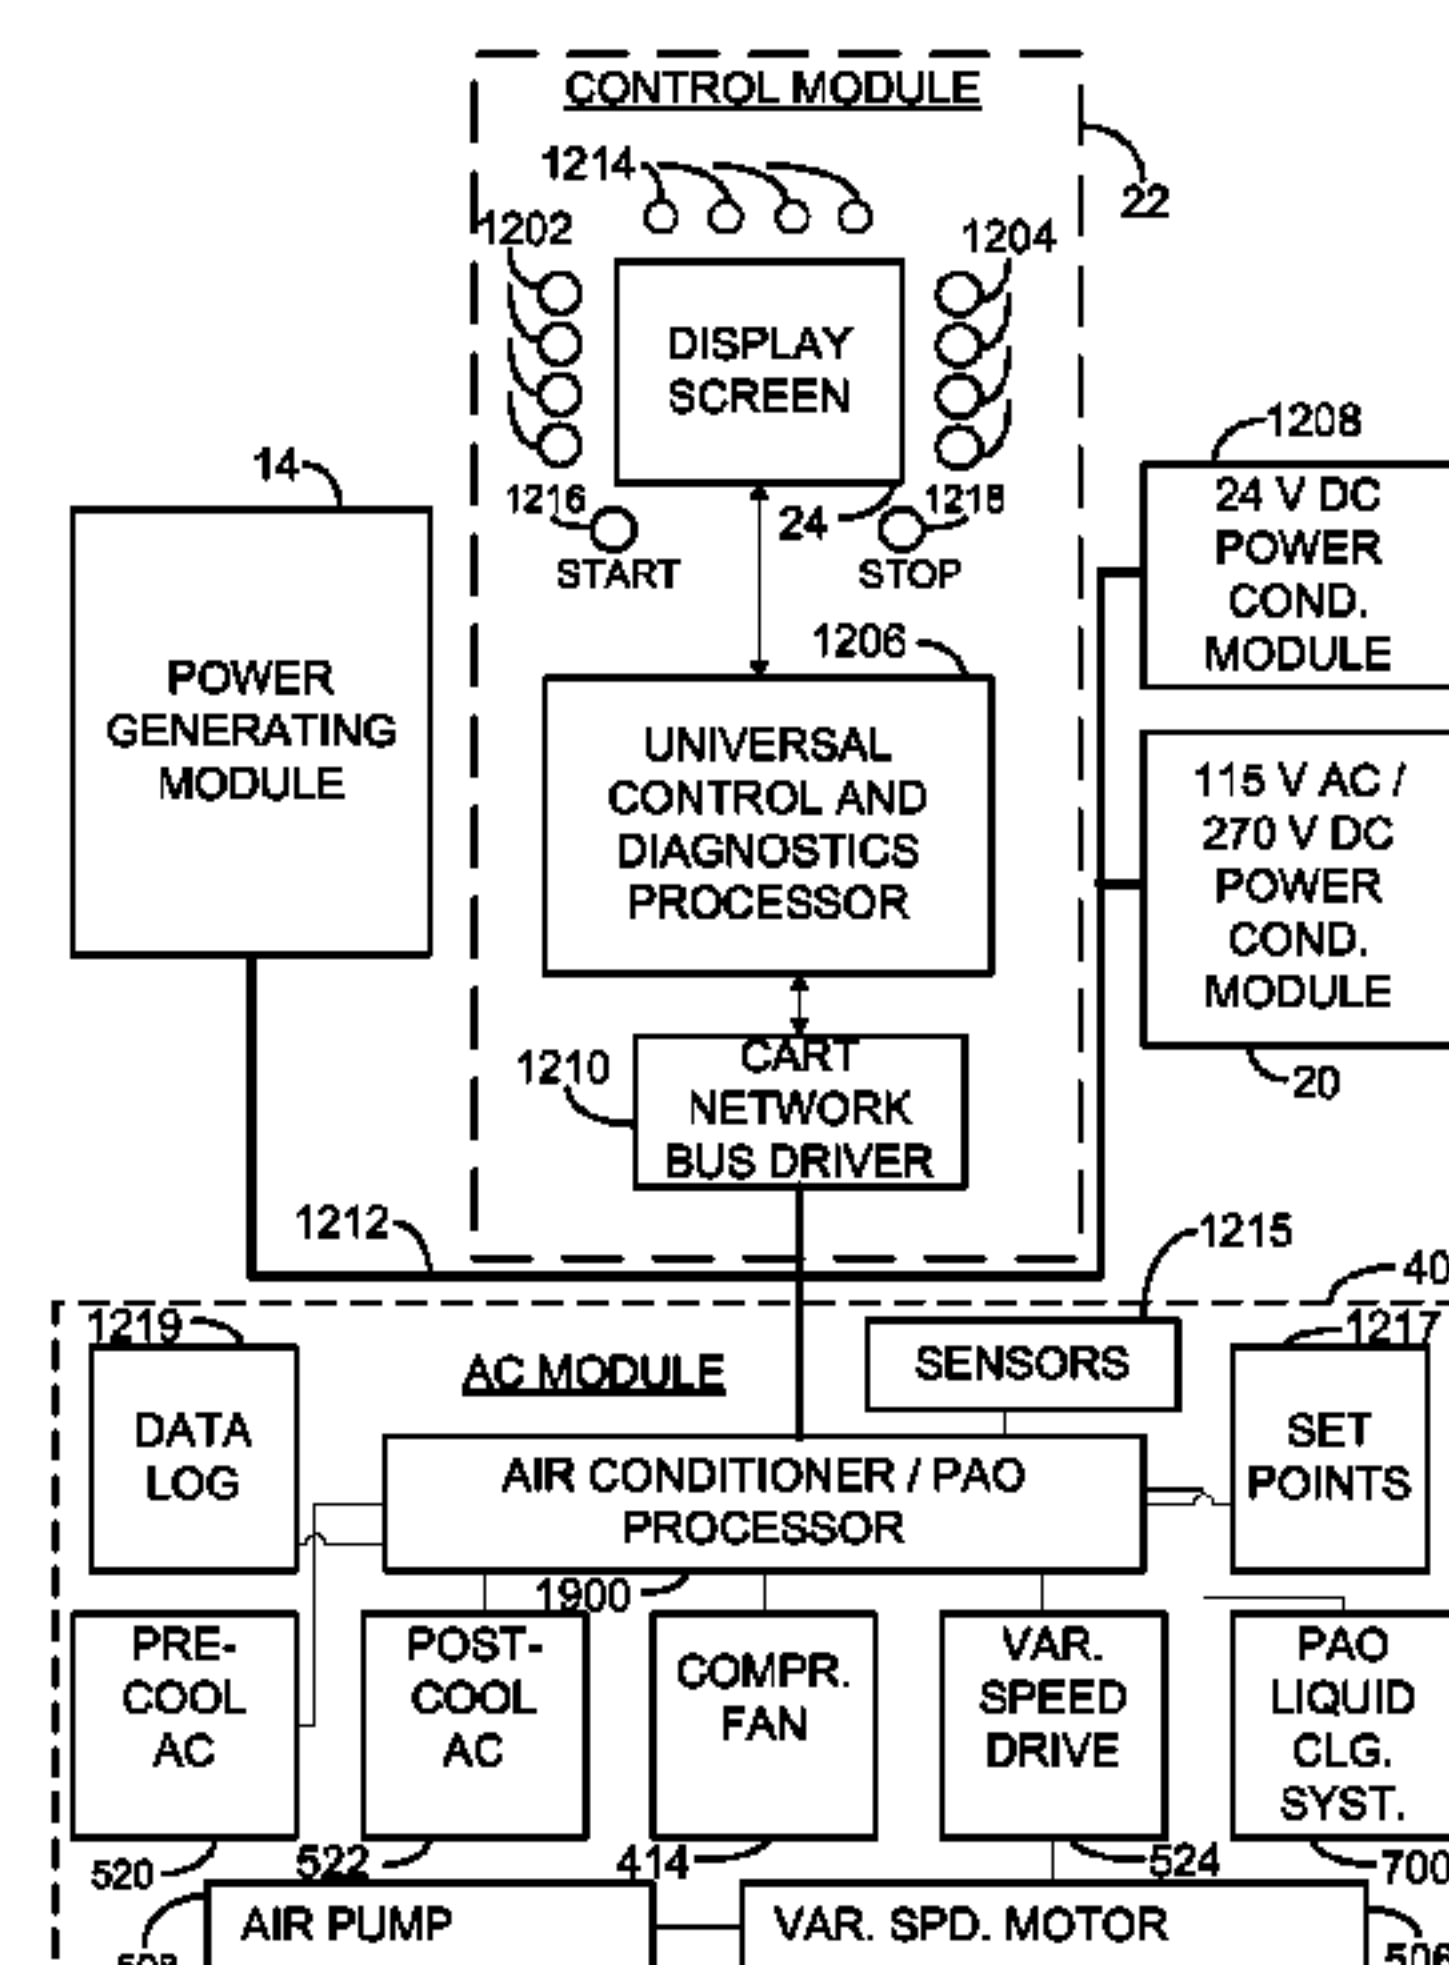 CONTROL MODULE
1214
22
1202
1204
DISPLAY
SCREEN
1208
14
24 V DC
POWER
COND.
MODULE
1216
24
1218
START
STOP
1206
POWER
GENERATING
MODULE
UNIVERSAL
CONTROL AND
DIAGNOSTICS
PROCESSOR
115 V AC /
270 V DC
POWER
COND.
MODULE
20
1210
CART
NETWORK
BUS DRIVER
1212
1215
40
1219
1217
AC MODULE
SENSORS
DATA
LOG
SET
POINTS
AIR CONDITIONER / PAO
PROCESSOR
1900
PRE-
COOL
AC
POST-
COOL
AC
COMPR.
FAN
VAR.
SPEED
DRIVE
PAO
LIQUID
CLG.
SYST.
520
522
414
524
700
AIR PUMP
VAR. SPD. MOTOR
506